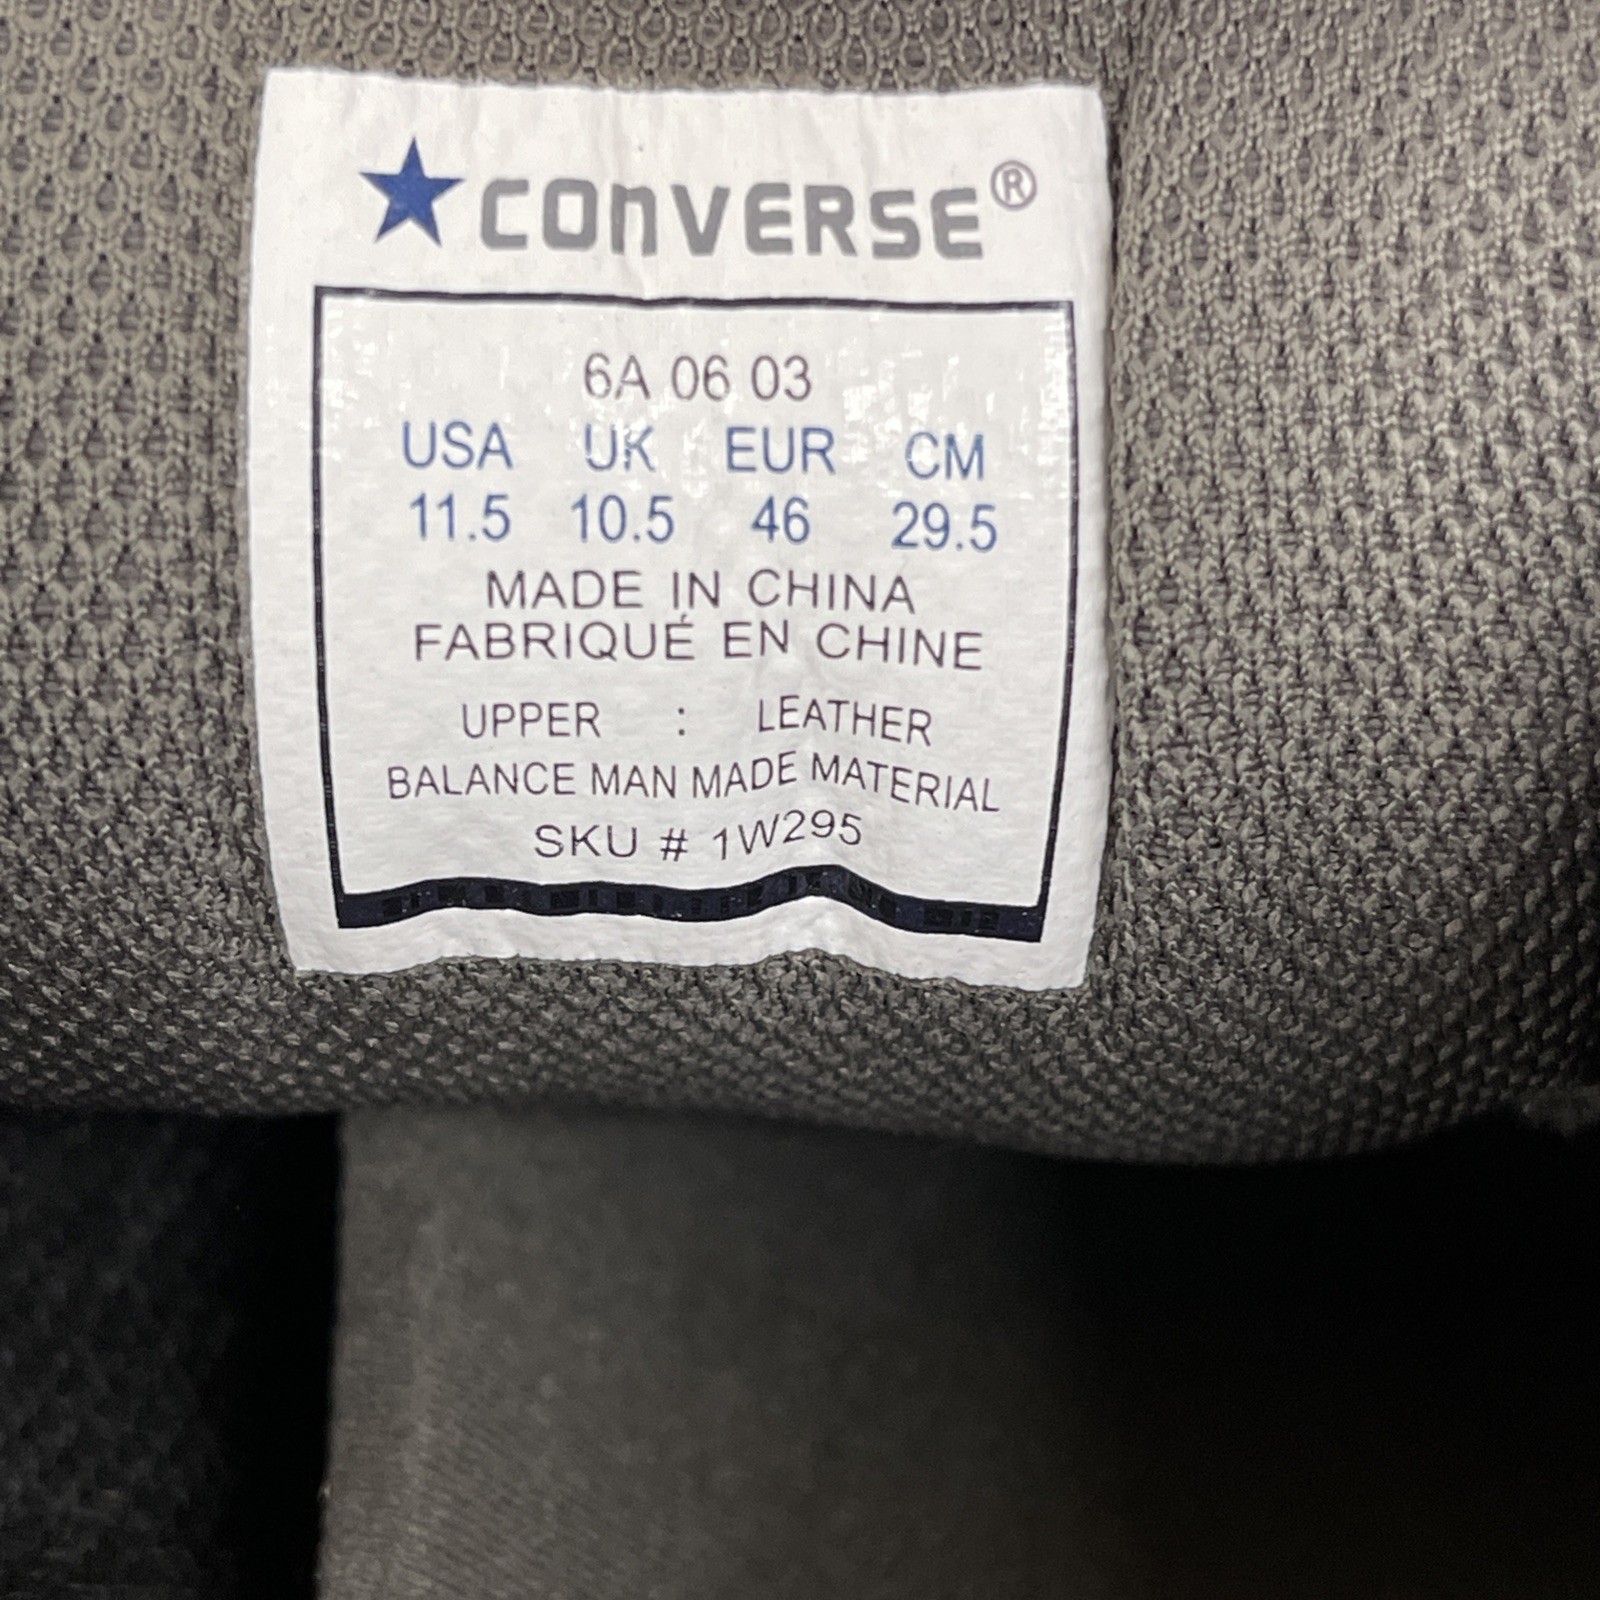 CONVERSE®
6A 06 03
USA UK EUR CM
11.5 10.5 46 29.5
MADE IN CHINA
FABRIQUÉ EN CHINE
UPPER : LEATHER
BALANCE MAN MADE MATERIAL
SKU # 1W295